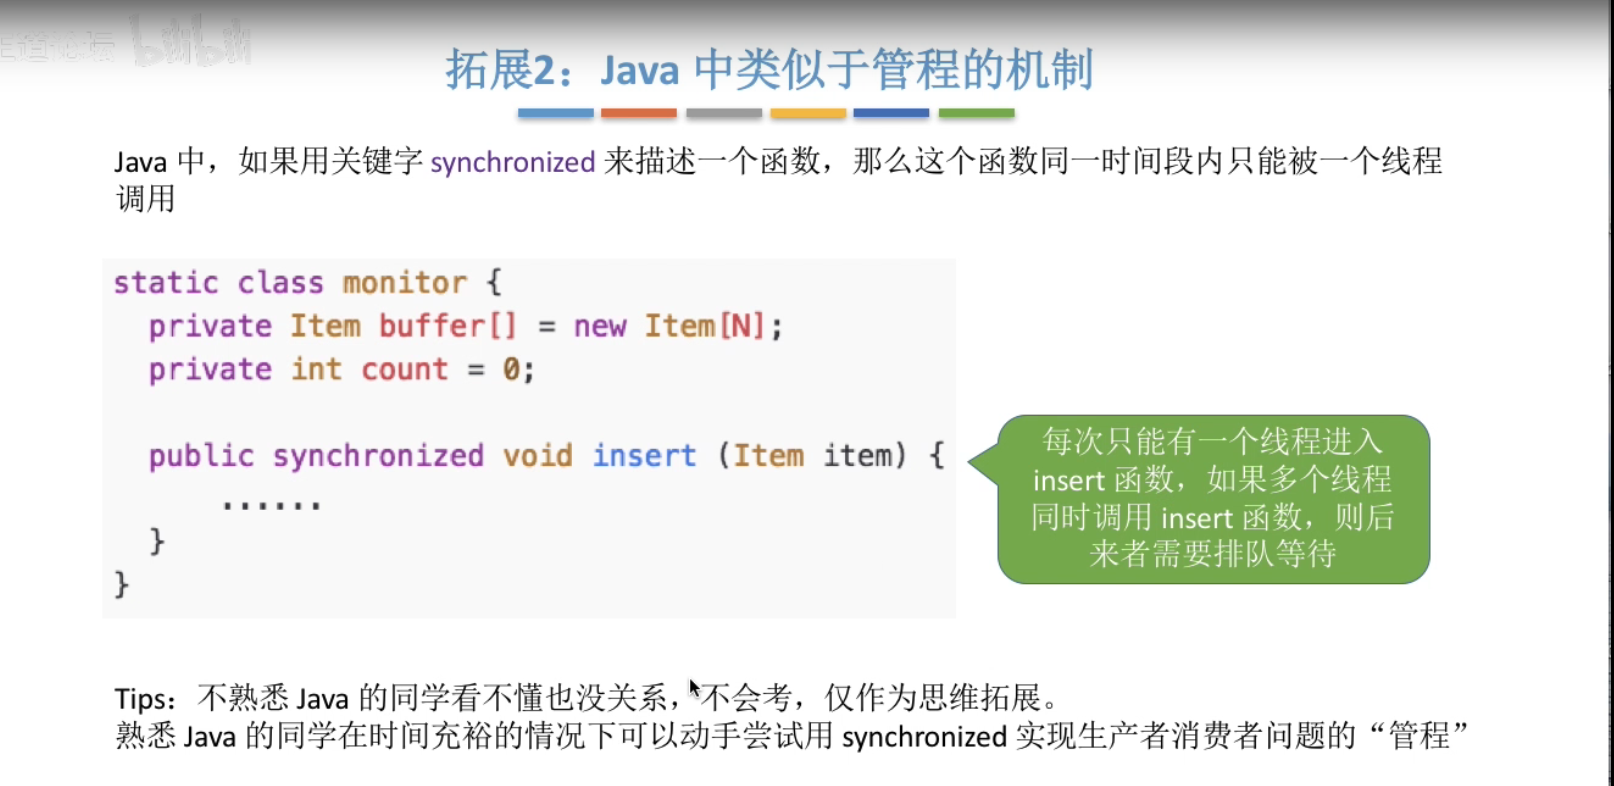 王道论坛 bilibili
拓展2：Java 中类似于管程的机制
Java 中，如果用关键字 synchronized 来描述一个函数，那么这个函数同一时间段内只能被一个线程
调用
static class monitor {
private Item buffer[] = new Item[N];
private int count = 0;
public synchronized void insert (Item item) {
......
}
}
每次只能有一个线程进入
insert 函数，如果多个线程
同时调用 insert 函数，则后
来者需要排队等待
Tips：不熟悉 Java 的同学看不懂也没关系，不会考，仅作为思维拓展。
熟悉 Java 的同学在时间充裕的情况下可以动手尝试用 synchronized 实现生产者消费者问题的“管程”